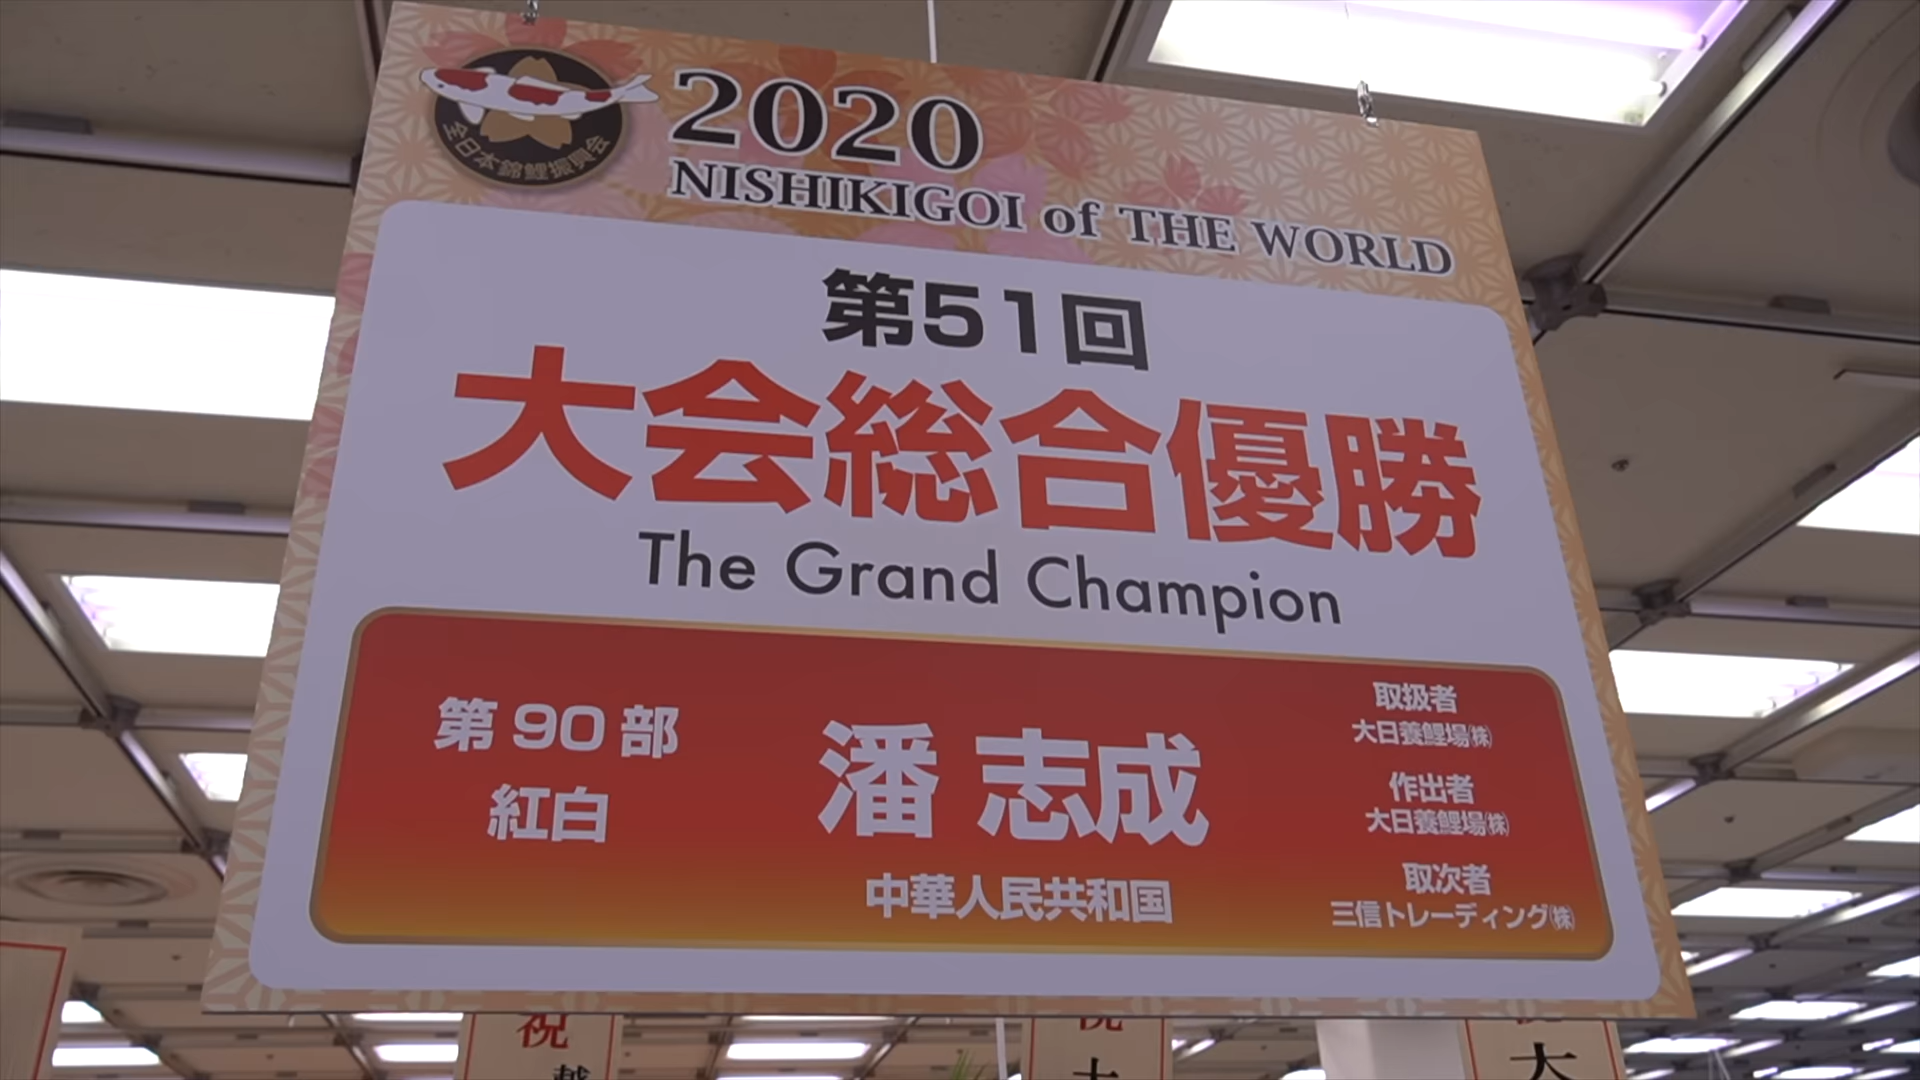 全日本錦鯉振興会
2020
NISHIKIGOI of THE WORLD
第51回
大会総合優勝
The Grand Champion
第90部
紅白
潘 志成
中華人民共和国
取扱者
大日養鯉場㈱
作出者
大日養鯉場㈱
取次者
三信トレーディング㈱
祝
祝
大